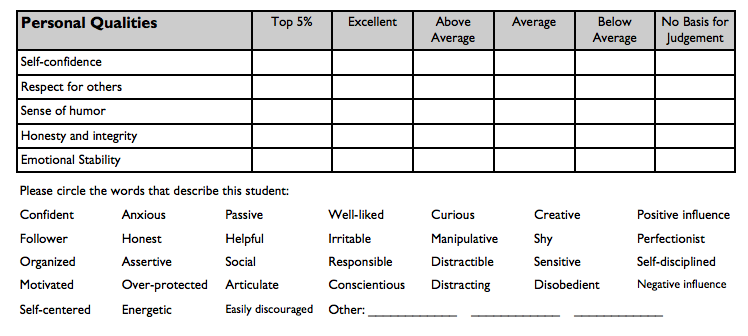 Personal Qualities Top 5% Excellent Above Average Average Below Average No Basis for Judgement
Self-confidence
Respect for others
Sense of humor
Honesty and integrity
Emotional Stability
Please circle the words that describe this student:
Confident Anxious Passive Well-liked Curious Creative Positive influence
Follower Honest Helpful Irritable Manipulative Shy Perfectionist
Organized Assertive Social Responsible Distractible Sensitive Self-disciplined
Motivated Over-protected Articulate Conscientious Distracting Disobedient Negative influence
Self-centered Energetic Easily discouraged Other: ____________ ____________ ____________